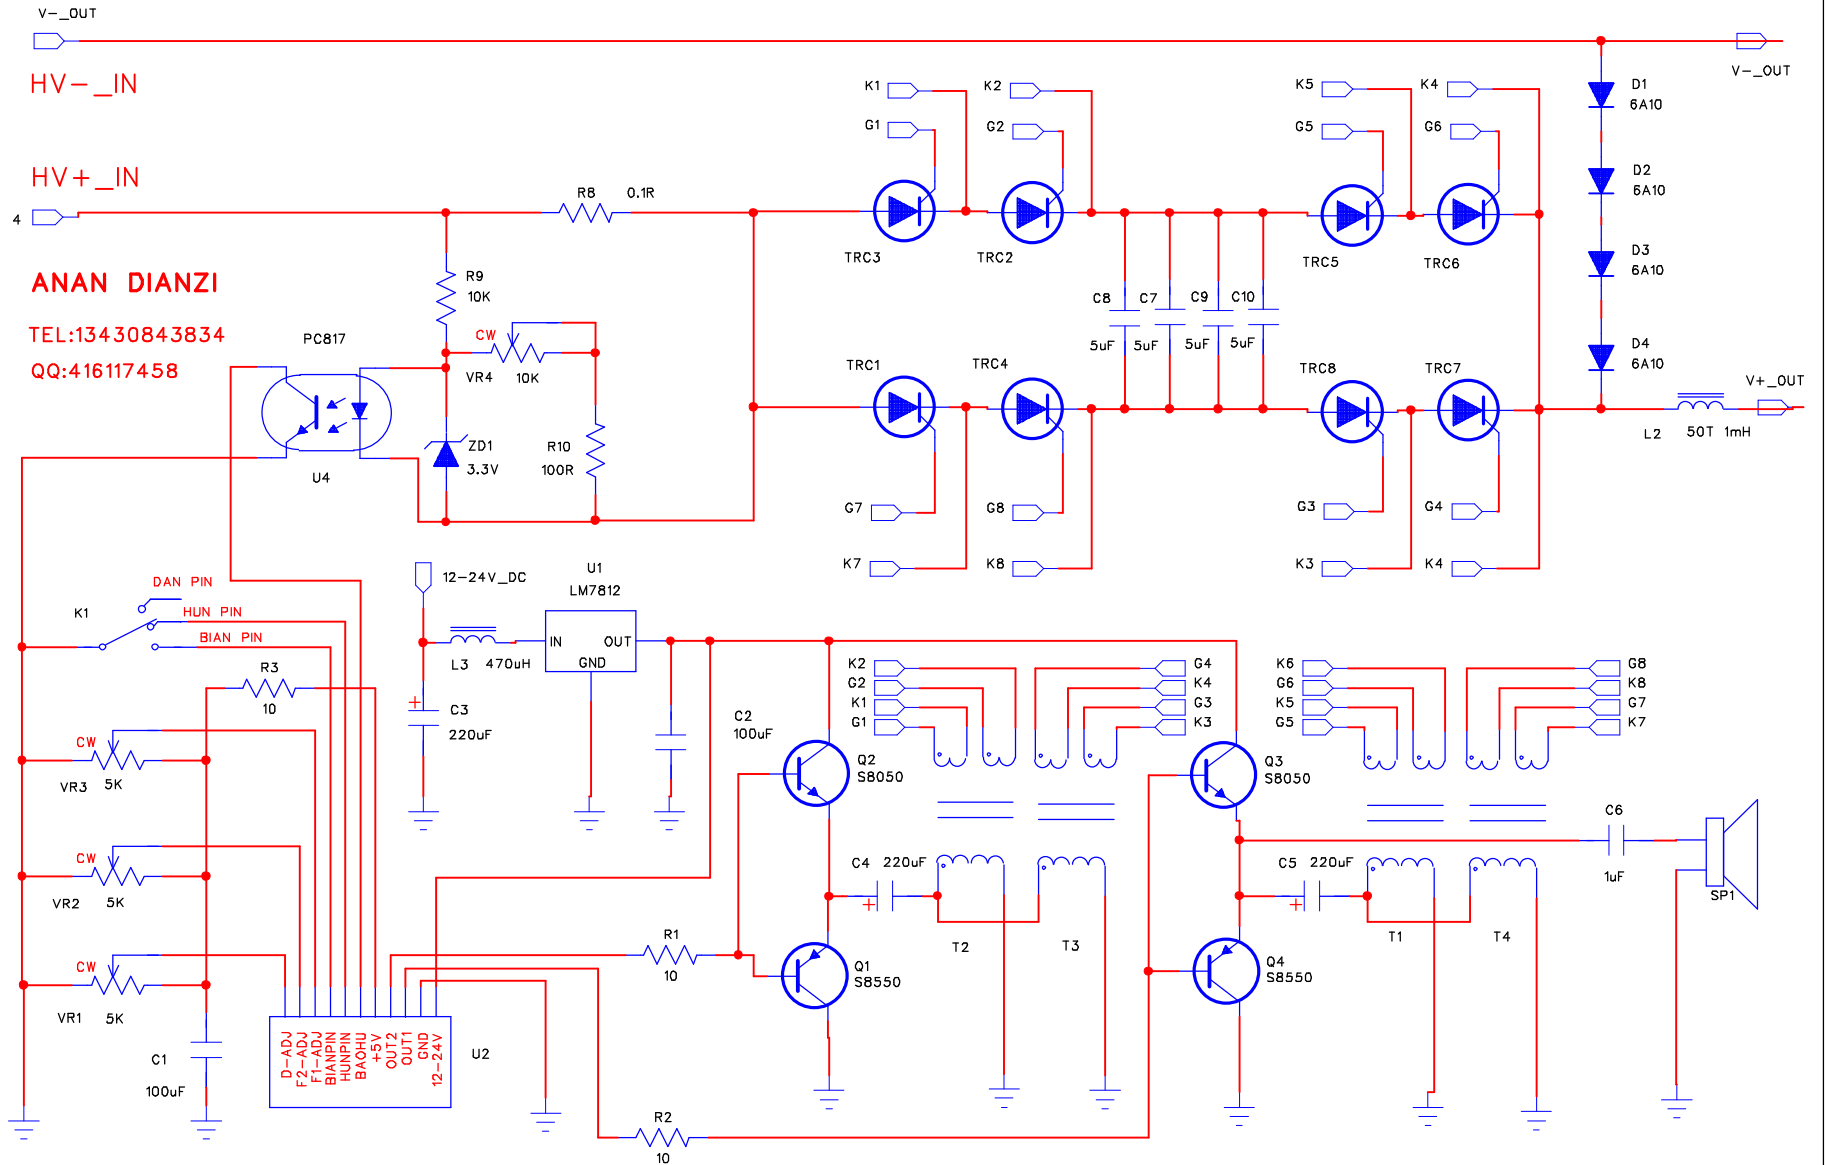 V-_OUT
HV-_IN
V-_OUT
HV+_IN
4
R8 0.1R
ANAN DIANZI
TEL:13430843834
QQ:416117458
K1
G1
K2
G2
K5
G5
K4
G6
D1
6A10
D2
6A10
D3
6A10
D4
6A10
TRC3
TRC2
TRC5
TRC6
R9
10K
CW
VR4 10K
PC817
U4
ZD1
3.3V
R10
100R
C8 C7 C9 C10
5uF 5uF 5uF 5uF
TRC1
TRC4
TRC8
TRC7
V+_OUT
L2 50T 1mH
G7
G8
G3
G4
K7
K8
K3
K4
DAN PIN
K1
HUN PIN
BIAN PIN
12-24V_DC
U1
LM7812
IN OUT
GND
L3 470uH
R3
10
C3
220uF
C2
100uF
CW
VR3 5K
CW
VR2 5K
CW
VR1 5K
C1
100uF
D-ADJ
F2-ADJ
F1-ADJ
BIANPIN
HUNPIN
BAOHU
+5V
OUT2
OUT1
GND
12-24V
U2
R1
10
R2
10
Q2
S8050
Q1
S8550
K2
G2
K1
G1
G4
K4
G3
K3
C4 220uF
T2
T3
Q3
S8050
Q4
S8550
K6
G6
K5
G5
G8
K8
G7
K7
C5 220uF
T1
T4
C6
1uF
SP1